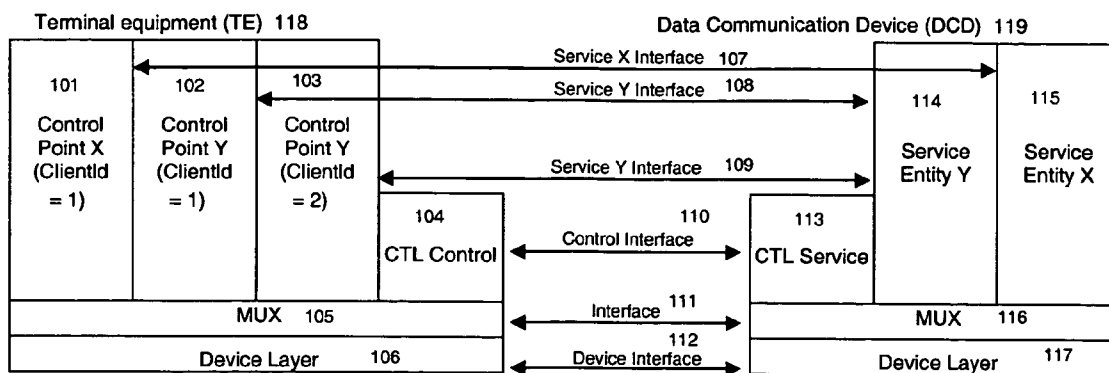 Terminal equipment (TE) 118
Data Communication Device (DCD) 119
Service X Interface 107
Service Y Interface 108
Service Y Interface 109
101
Control
Point X
(ClientId
= 1)
102
Control
Point Y
(ClientId
= 1)
103
Control
Point Y
(ClientId
= 2)
104
CTL Control
110
Control Interface
113
CTL Service
114
Service
Entity Y
115
Service
Entity X
MUX 105
Interface 111
MUX 116
Device Layer 106
112
Device Interface
Device Layer 117